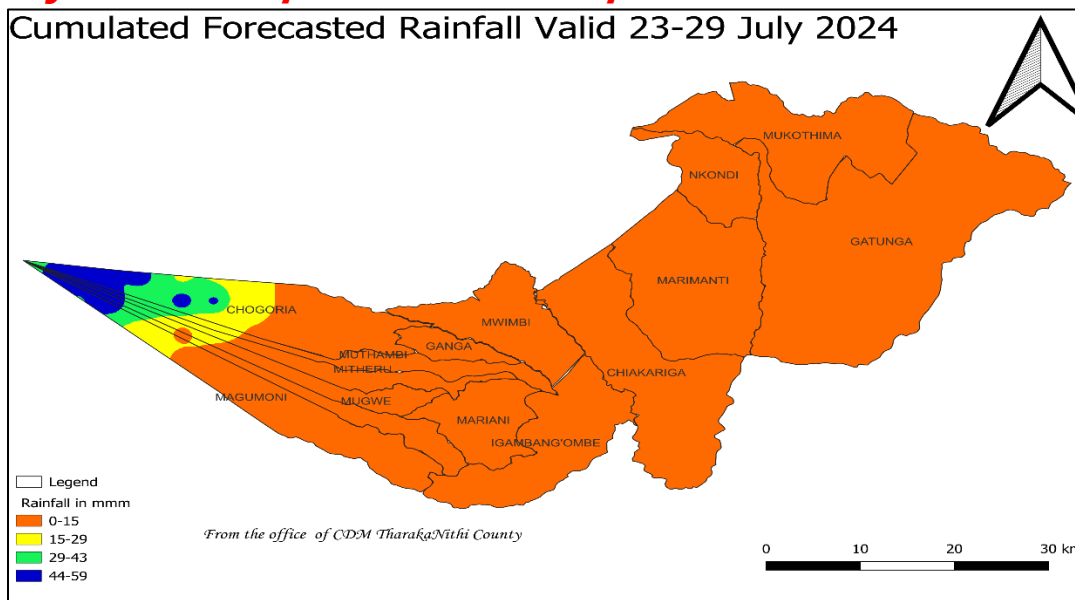 Cumulated Forecasted Rainfall Valid 23-29 July 2024
MUKOTHIMA
NKONDI
GATUNGA
MARIMANTI
CHOGORIA
MWIMBI
GANGA
MUTHAMBI
MITHERU
CHIAKARIGA
MAGUMONI
MUGWE
MARIANI
IGAMBANG'OMBE
Legend
Rainfall in mmm
0-15
15-29
29-43
44-59
From the office of CDM TharakaNithi County
0 10 20 30 km